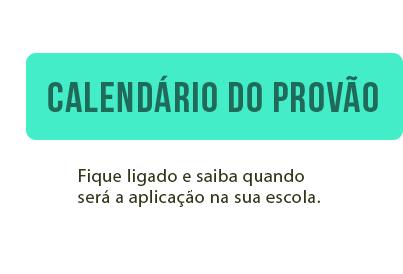 CALENDÁRIO DO PROVÃO
Fique ligado e saiba quando
será a aplicação na sua escola.